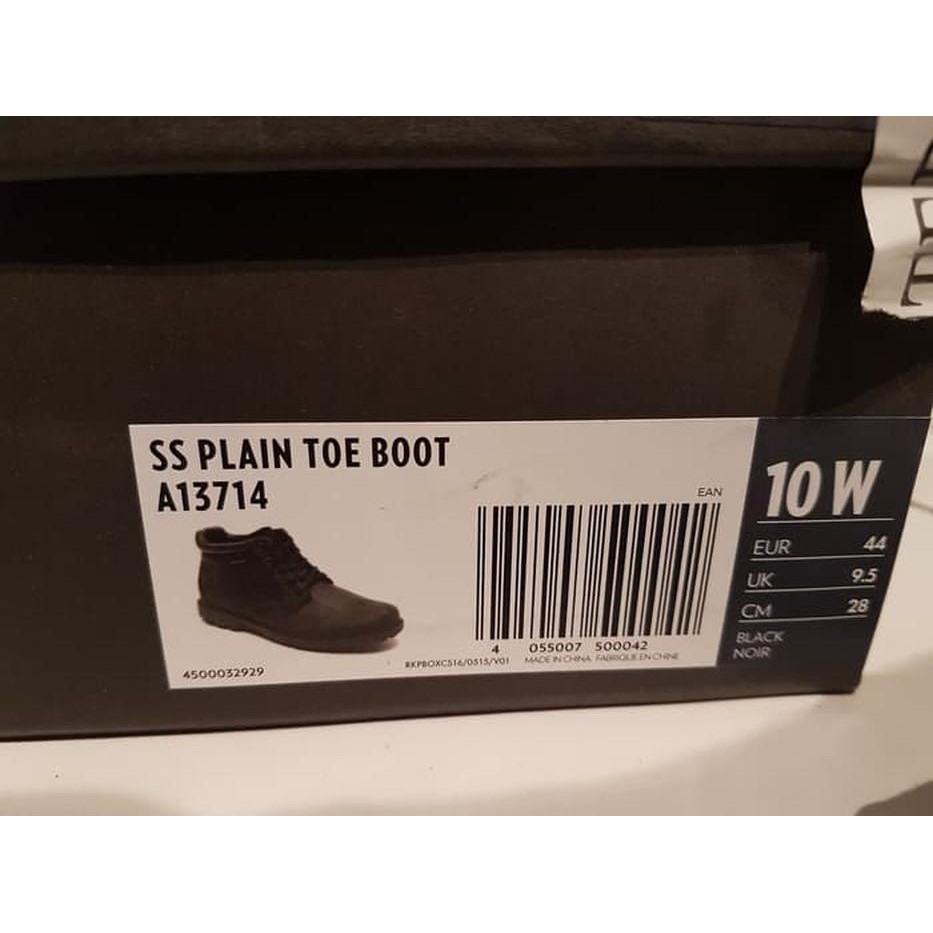 SS PLAIN TOE BOOT
A13714
4500032929
EAN
4 055007 500042
RKPBOXCS16/0515/V01 MADE IN CHINA FABRIQUE EN CHINE
10 W
EUR 44
UK 9.5
CM 28
BLACK
NOIR